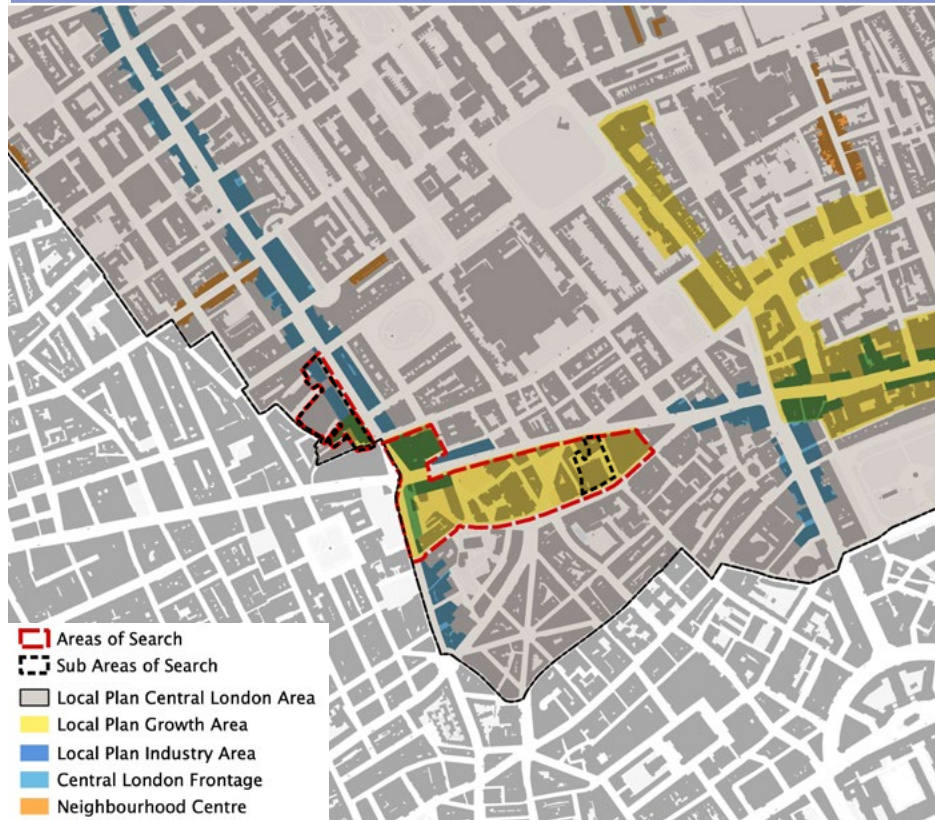 Areas of Search
Sub Areas of Search
Local Plan Central London Area
Local Plan Growth Area
Local Plan Industry Area
Central London Frontage
Neighbourhood Centre